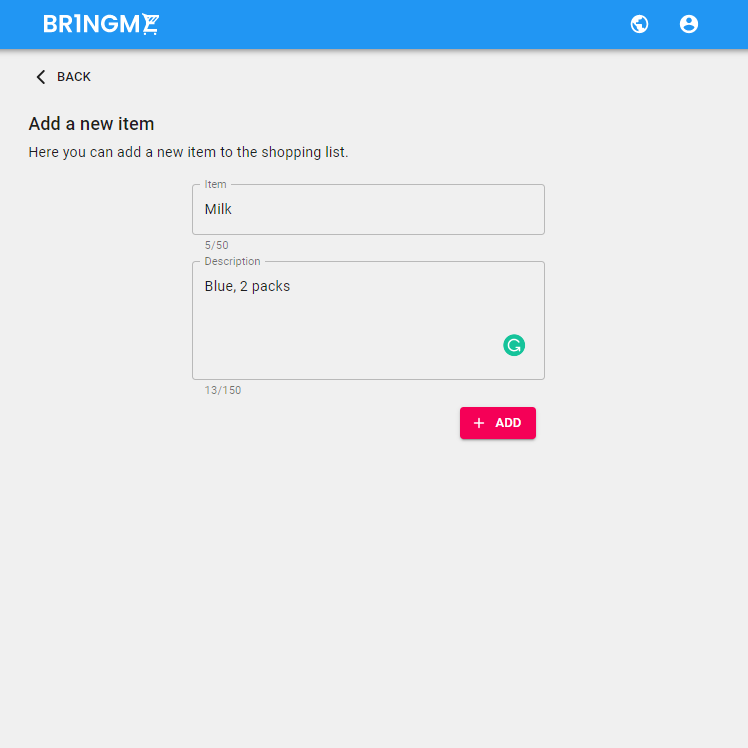 BR1NGME
BACK
Add a new item
Here you can add a new item to the shopping list.
Item
Milk
5/50
Description
Blue, 2 packs
13/150
+ ADD